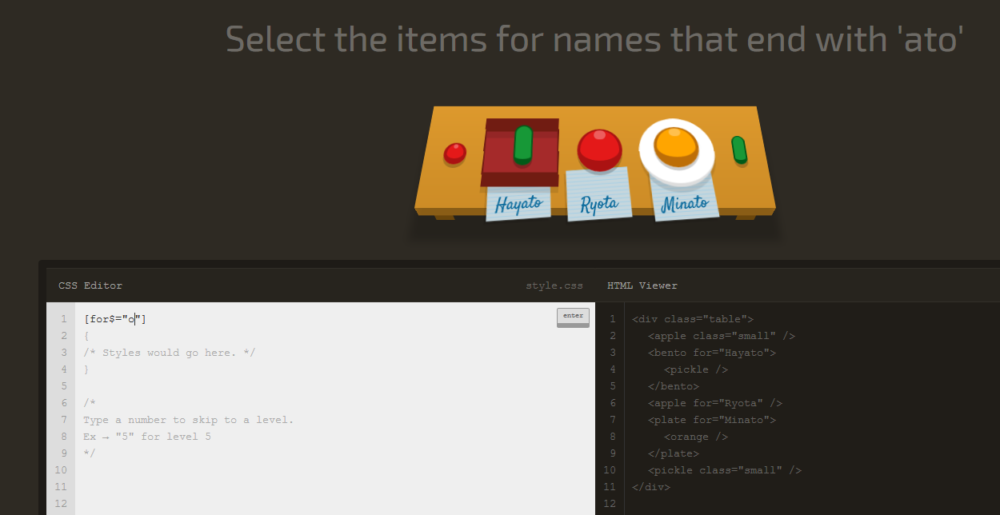 Select the items for names that end with 'ato'
Hayato
Ryota
Minato
CSS Editor
style.css
1 [for$="o"]
enter
2 {
3 /* Styles would go here. */
4 }
5
6 /*
7 Type a number to skip to a level.
8 Ex → "5" for level 5
9 */
10
11
12
HTML Viewer
1 <div class="table">
2 <apple class="small" />
3 <bento for="Hayato">
4 <pickle />
5 </bento>
6 <apple for="Ryota" />
7 <plate for="Minato">
8 <orange />
9 </plate>
10 <pickle class="small" />
11 </div>
12